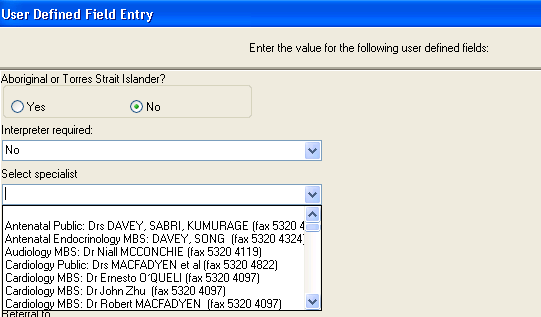 User Defined Field Entry
Enter the value for the following user defined fields:
Aboriginal or Torres Strait Islander?
Yes No
Interpreter required:
No
Select specialist
Antenatal Public: Drs DAVEY, SABRI, KUMURAGE (fax 5320 4
Antenatal Endocrinology MBS: DAVEY, SONG (fax 5320 4324)
Audiology MBS: Dr Niall MCCONCHIE (fax 5320 4119)
Cardiology Public: Drs MACFADYEN et al (fax 5320 4822)
Cardiology MBS: Dr Ernesto O'QUELI (fax 5320 4097)
Cardiology MBS: Dr John Zhu (fax 5320 4097)
Cardiology MBS: Dr Robert MACFADYEN (fax 5320 4097)
Referral to